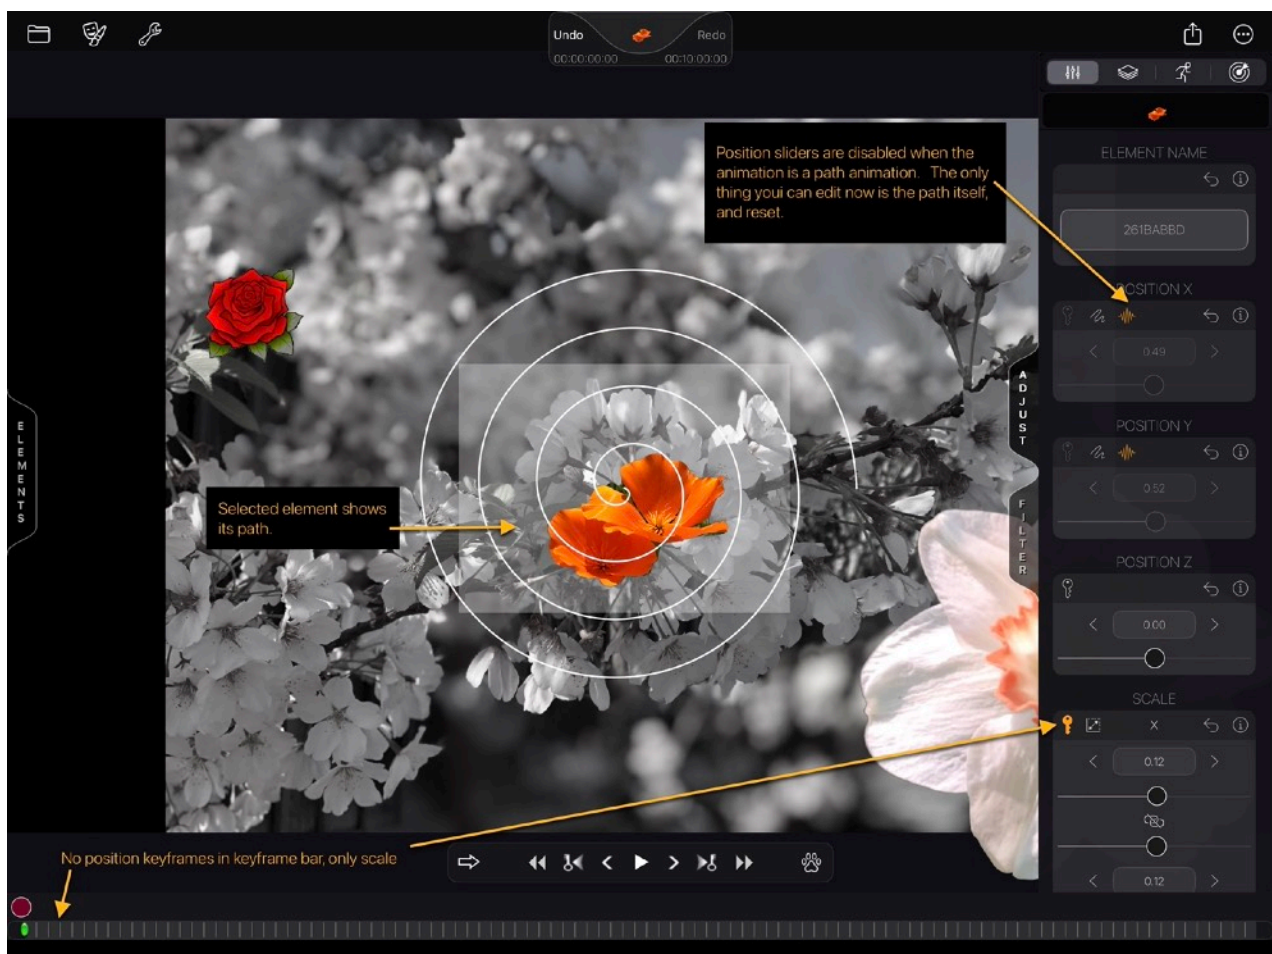 Undo
Redo
00:00:00:00
00:10:00:00
Position sliders are disabled when the
animation is a path animation.   The only
thing youi can edit now is the path itself,
and reset.
ELEMENT NAME
261BABBD
POSITION X
0.49
ADJUST
POSITION Y
0.52
ELEMENTS
Selected element shows
its path.
FILTER
POSITION Z
0.00
SCALE
X
0.12
No position keyframes in keyframe bar, only scale
0.12